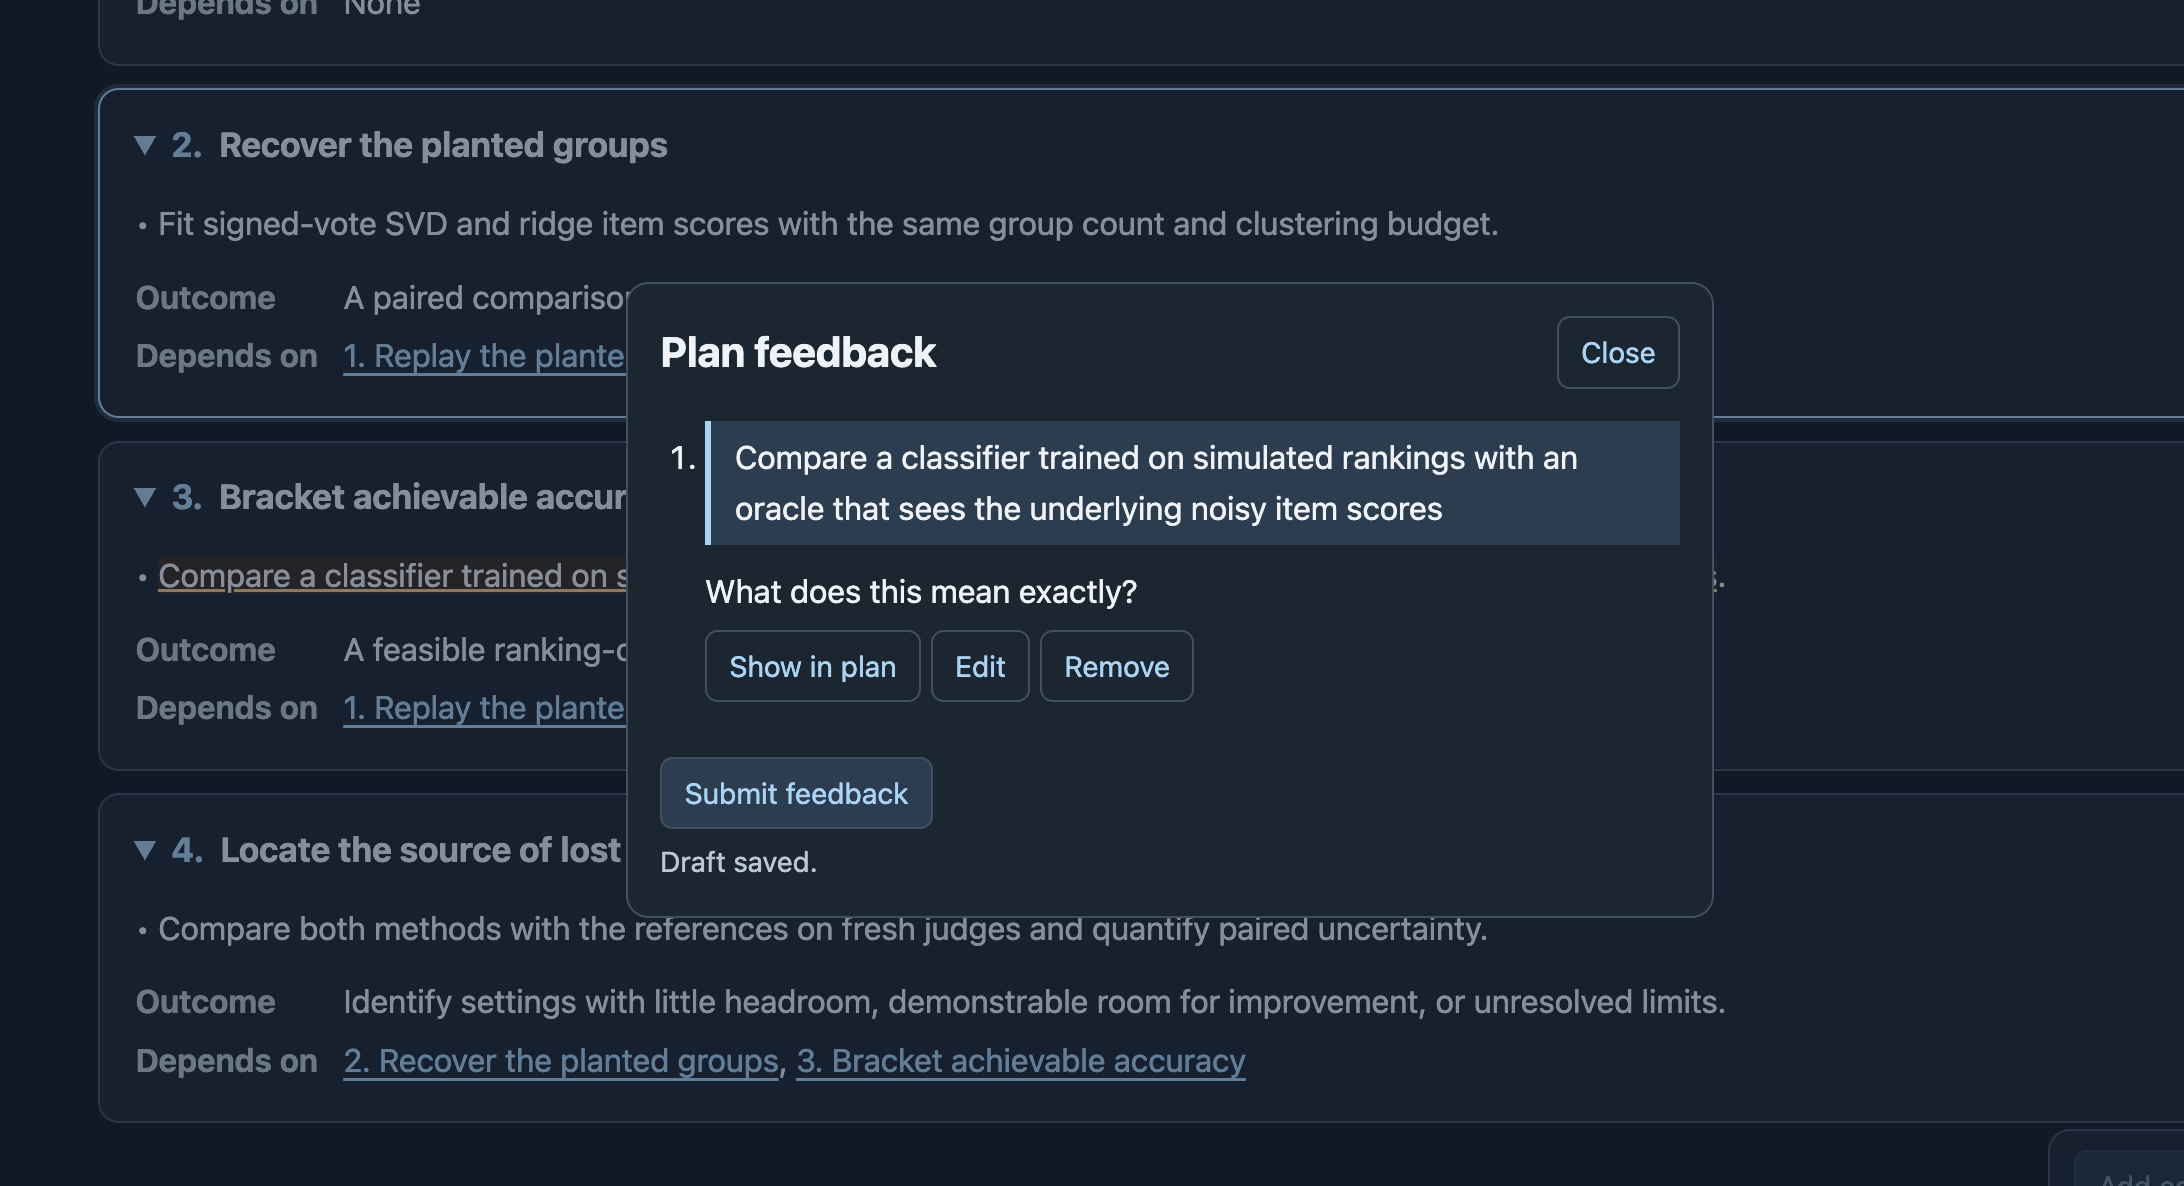 Depends on None
▼ 2. Recover the planted groups
• Fit signed-vote SVD and ridge item scores with the same group count and clustering budget.
Outcome A paired comparison
Depends on 1. Replay the plante
Plan feedback
Close
1. Compare a classifier trained on simulated rankings with an
oracle that sees the underlying noisy item scores
What does this mean exactly?
Show in plan Edit Remove
Submit feedback
Draft saved.
▼ 3. Bracket achievable accur
• Compare a classifier trained on s
s.
Outcome A feasible ranking-
Depends on 1. Replay the plante
▼ 4. Locate the source of lost
• Compare both methods with the references on fresh judges and quantify paired uncertainty.
Outcome Identify settings with little headroom, demonstrable room for improvement, or unresolved limits.
Depends on 2. Recover the planted groups, 3. Bracket achievable accuracy
Add